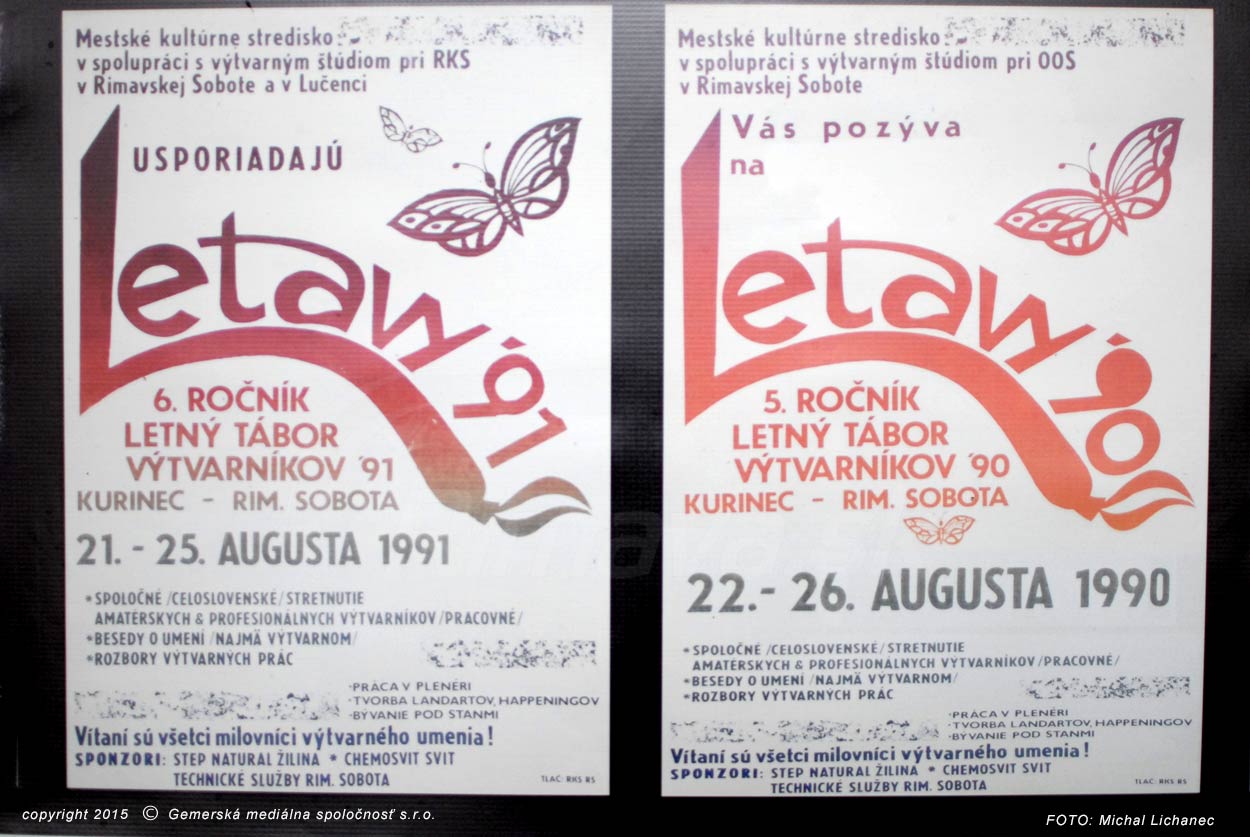 Mestské kultúrne stredisko
v spolupráci s výtvarným štúdiom pri RKS
v Rimavskej Sobote a v Lučenci
USPORIADAJÚ
Letaw '91
6. ROČNÍK
LETNÝ TÁBOR
VÝTVARNÍKOV '91
KURINEC - RIM. SOBOTA
21. - 25. AUGUSTA 1991
*SPOLOČNÉ /CELOSLOVENSKÉ/ STRETNUTIE
AMATÉRSKYCH & PROFESIONÁLNYCH VÝTVARNÍKOV /PRACOVNÉ/
*BESEDY O UMENÍ /NAJMÄ VÝTVARNOM/
*ROZBORY VÝTVARNÝCH PRÁC
·PRÁCA V PLENÉRI
·TVORBA LANDARTOV, HAPPENINGOV
·BÝVANIE POD STANMI
Vítaní sú všetci milovníci výtvarného umenia!
SPONZORI: STEP NATURAL ŽILINA * CHEMOSVIT SVIT
TECHNICKÉ SLUŽBY RIM. SOBOTA
TLAC: RKS RS
Mestské kultúrne stredisko
v spolupráci s výtvarným štúdiom pri OOS
v Rimavskej Sobote
Vás pozýva
na
Letaw '90
5. ROČNÍK
LETNÝ TÁBOR
VÝTVARNÍKOV '90
KURINEC - RIM. SOBOTA
22.- 26. AUGUSTA 1990
*SPOLOČNÉ /CELOSLOVENSKÉ/ STRETNUTIE
AMATÉRSKYCH & PROFESIONÁLNYCH VÝTVARNÍKOV /PRACOVNÉ/
*BESEDY O UMENÍ /NAJMÄ VÝTVARNOM/
*ROZBORY VÝTVARNÝCH PRÁC
·PRÁCA V PLENÉRI
·TVORBA LANDARTOV, HAPPENINGOV
·BÝVANIE POD STANMI
Vítaní sú všetci milovníci výtvarného umenia!
SPONZORI: STEP NATURAL ŽILINA * CHEMOSVIT SVIT
TECHNICKÉ SLUŽBY RIM. SOBOTA
TLAC: RKS RS
copyright 2015 © Gemerská mediálna spoločnosť s.r.o.
FOTO: Michal Lichanec